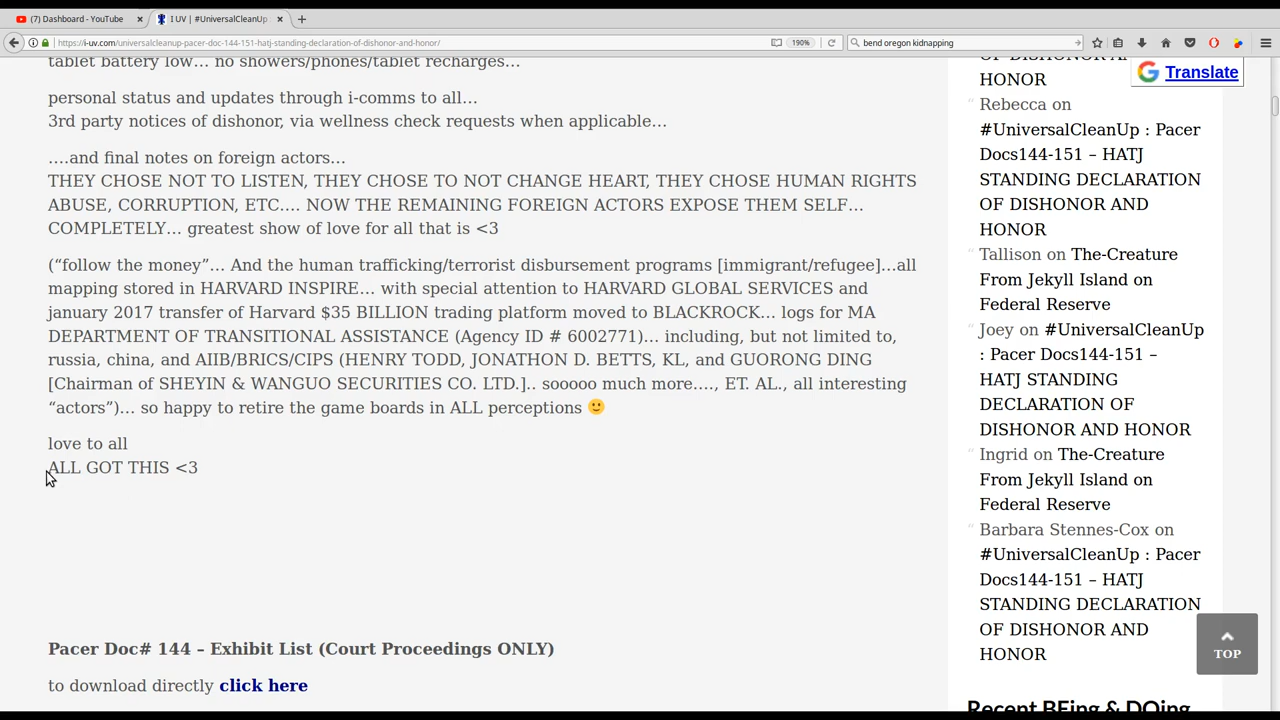 (7) Dashboard - YouTube
I UV | #UniversalCleanUp
https://i-uv.com/universalcleanup-pacer-doc-144-151-hatj-standing-declaration-of-dishonor-and-honor/
190%
bend oregon kidnapping
tablet battery low… no showers/phones/tablet recharges…
personal status and updates through i-comms to all…
3rd party notices of dishonor, via wellness check requests when applicable…
….and final notes on foreign actors…
THEY CHOSE NOT TO LISTEN, THEY CHOSE TO NOT CHANGE HEART, THEY CHOSE HUMAN RIGHTS
ABUSE, CORRUPTION, ETC…. NOW THE REMAINING FOREIGN ACTORS EXPOSE THEM SELF…
COMPLETELY… greatest show of love for all that is <3
(“follow the money”… And the human trafficking/terrorist disbursement programs [immigrant/refugee]…all
mapping stored in HARVARD INSPIRE… with special attention to HARVARD GLOBAL SERVICES and
january 2017 transfer of Harvard $35 BILLION trading platform moved to BLACKROCK… logs for MA
DEPARTMENT OF TRANSITIONAL ASSISTANCE (Agency ID # 6002771)… including, but not limited to,
russia, china, and AIIB/BRICS/CIPS (HENRY TODD, JONATHON D. BETTS, KL, and GUORONG DING
[Chairman of SHEYIN & WANGUO SECURITIES CO. LTD.].. sooooo much more…., ET. AL., all interesting
“actors”)… so happy to retire the game boards in ALL perceptions 🙂
love to all
ALL GOT THIS <3
Pacer Doc# 144 – Exhibit List (Court Proceedings ONLY)
to download directly click here
OF DISHONOR AND
HONOR
Translate
Rebecca on
#UniversalCleanUp : Pacer
Docs144-151 – HATJ
STANDING DECLARATION
OF DISHONOR AND
HONOR
Tallison on The-Creature
From Jekyll Island on
Federal Reserve
Joey on #UniversalCleanUp
: Pacer Docs144-151 –
HATJ STANDING
DECLARATION OF
DISHONOR AND HONOR
Ingrid on The-Creature
From Jekyll Island on
Federal Reserve
Barbara Stennes-Cox on
#UniversalCleanUp : Pacer
Docs144-151 – HATJ
STANDING DECLARATION
OF DISHONOR AND
HONOR
TOP
Recent BEing & DOing